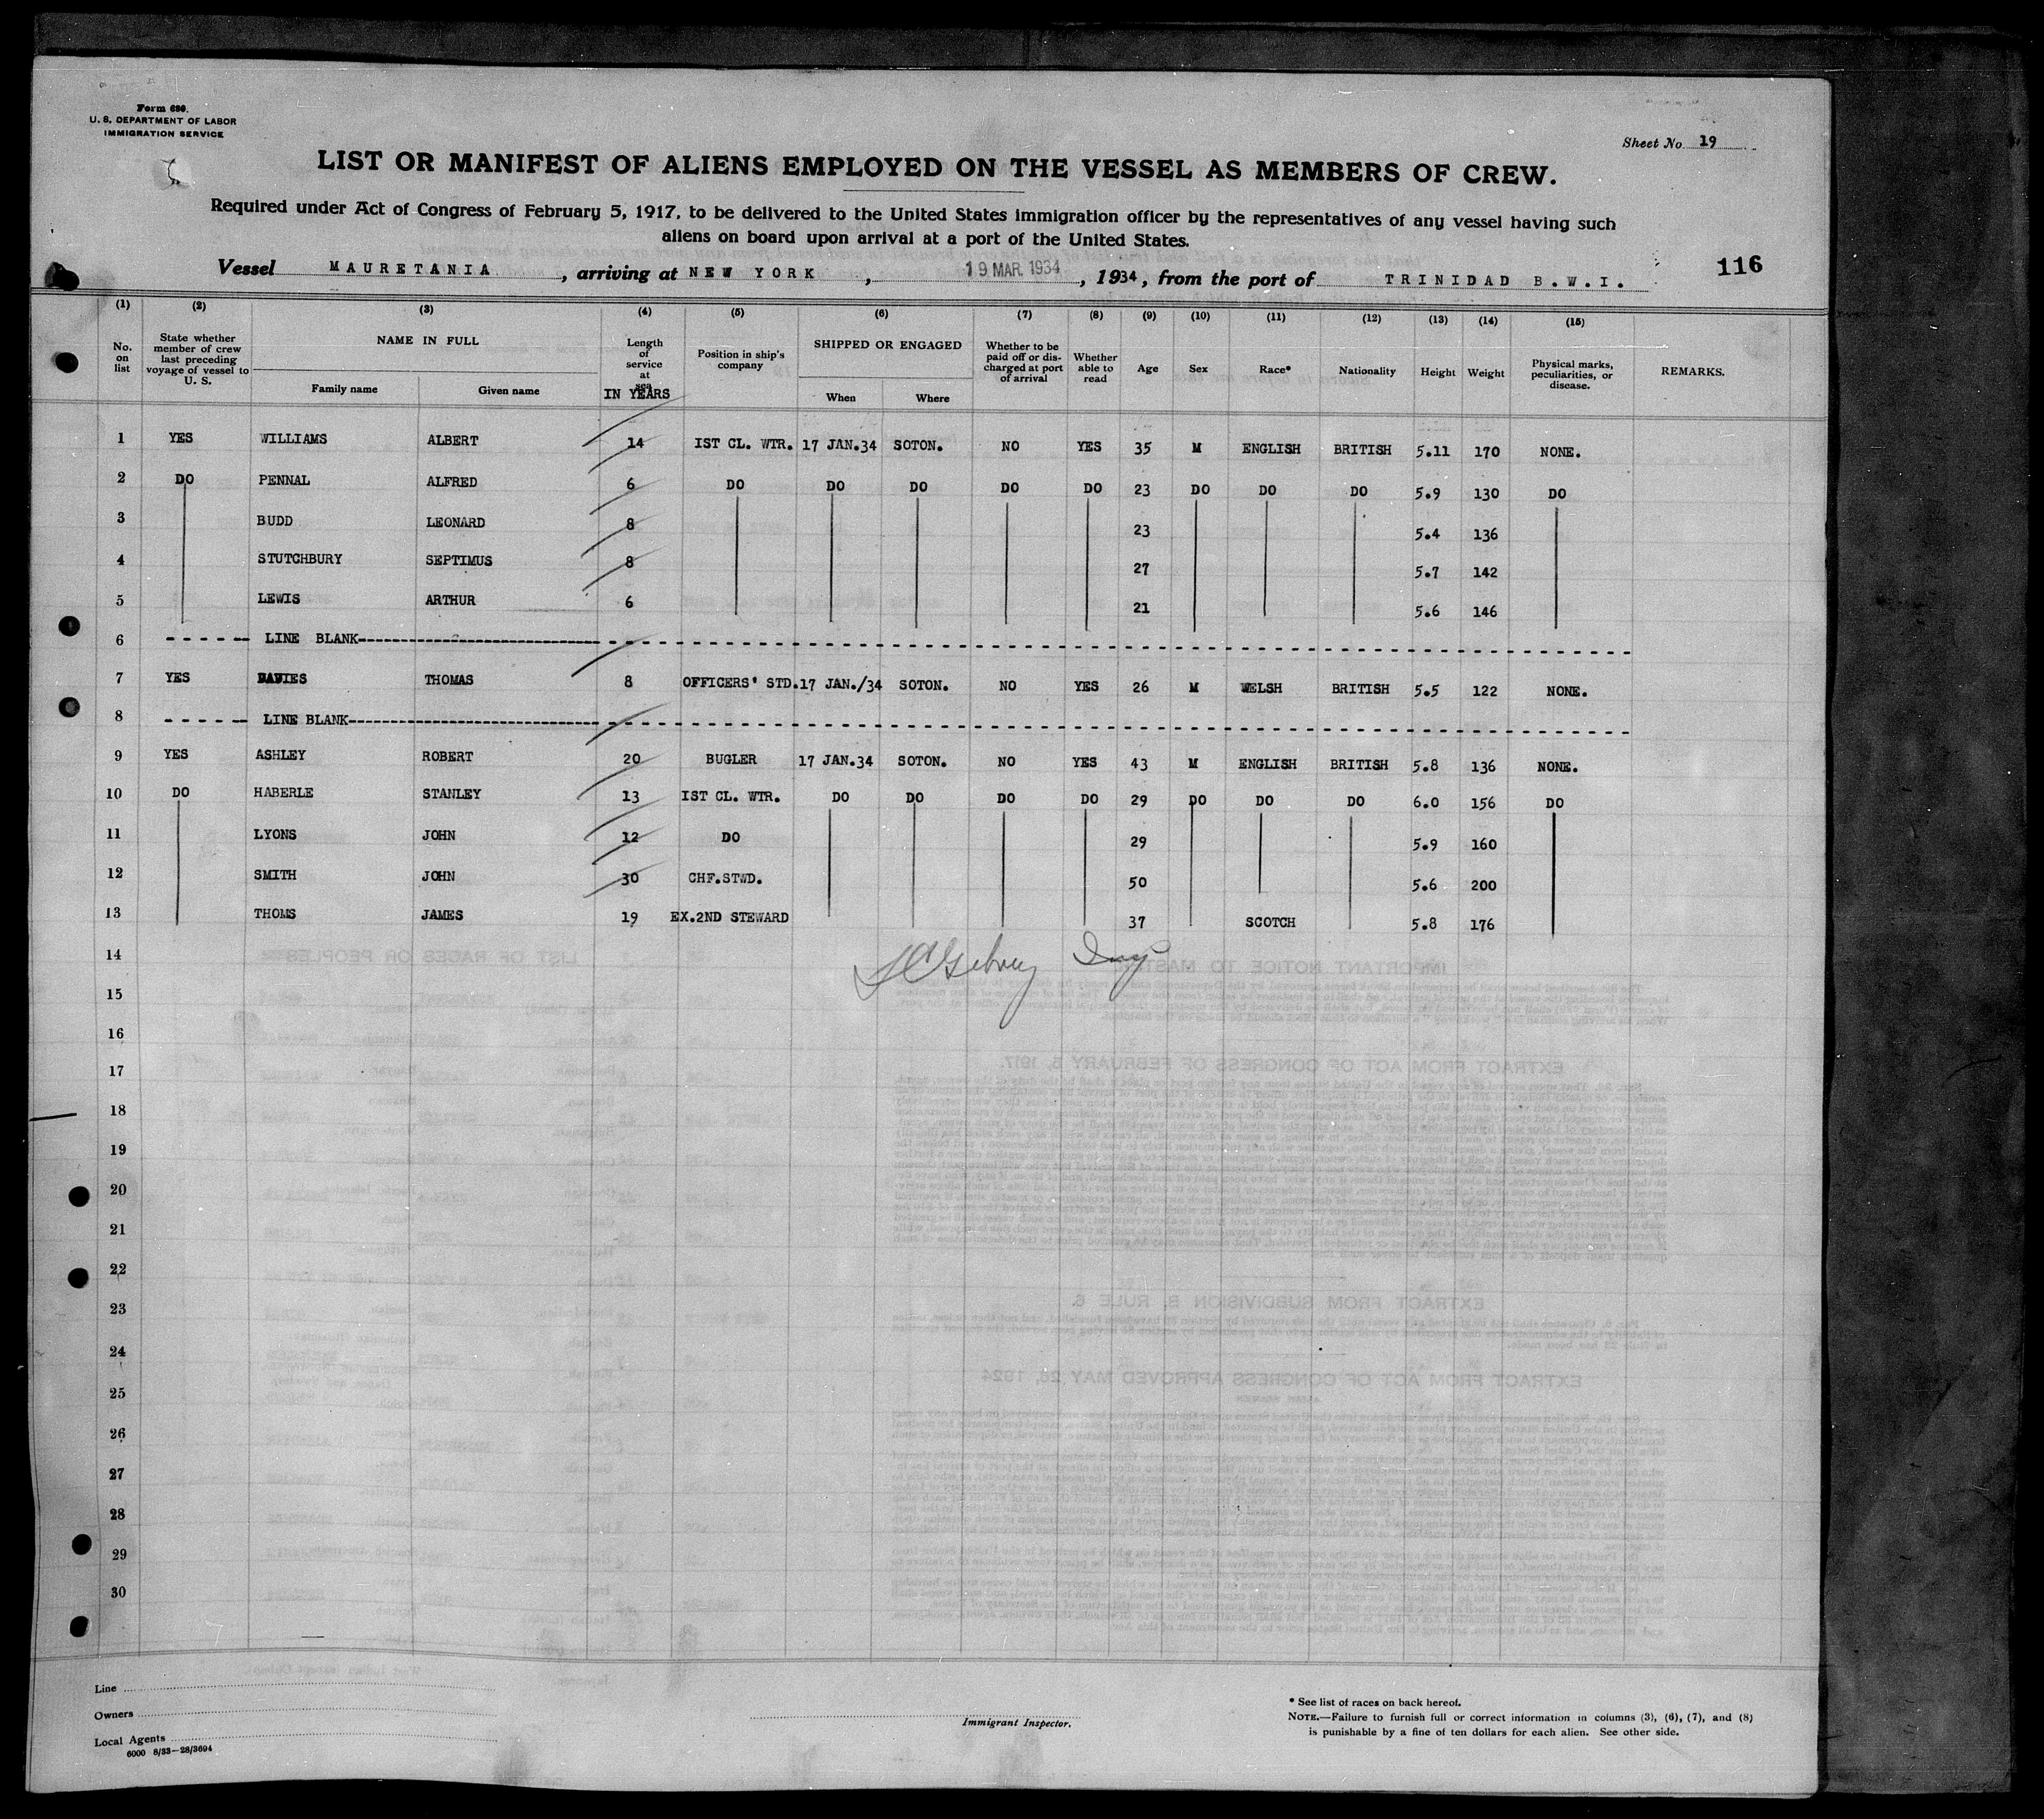 Form 680.
U. S. DEPARTMENT OF LABOR
IMMIGRATION SERVICE
Sheet No. 19
LIST OR MANIFEST OF ALIENS EMPLOYED ON THE VESSEL AS MEMBERS OF CREW.
Required under Act of Congress of February 5, 1917, to be delivered to the United States immigration officer by the representatives of any vessel having such
aliens on board upon arrival at a port of the United States.
Vessel MAURETANIA, arriving at NEW YORK, 19 MAR. 1934, 1934, from the port of TRINIDAD B.W.I. 116
(1) (2) (3) (4) (5) (6) (7) (8) (9) (10) (11) (12) (13) (14) (15)
No. on list State whether member of crew last preceding voyage of vessel to U. S. NAME IN FULL Family name Given name Length of service at sea IN YEARS Position in ship's company SHIPPED OR ENGAGED When Where Whether to be paid off or discharged at port of arrival Whether able to read Age Sex Race* Nationality Height Weight Physical marks, peculiarities, or disease. REMARKS.
1 YES WILLIAMS ALBERT 14 IST CL. WTR. 17 JAN.34 SOTON. NO YES 35 M ENGLISH BRITISH 5.11 170 NONE.
2 DO PENNAL ALFRED 6 DO DO DO DO DO 23 DO DO DO 5.9 130 DO
3 BUDD LEONARD 8 23 5.4 136
4 STUTCHBURY SEPTIMUS 8 27 5.7 142
5 LEWIS ARTHUR 6 21 5.6 146
6 ------ LINE BLANK------
7 YES DAVIES THOMAS 8 OFFICERS' STD. 17 JAN./34 SOTON. NO YES 26 M WELSH BRITISH 5.5 122 NONE.
8 ------ LINE BLANK------
9 YES ASHLEY ROBERT 20 BUGLER 17 JAN.34 SOTON. NO YES 43 M ENGLISH BRITISH 5.8 136 NONE.
10 DO HABERLE STANLEY 13 IST CL. WTR. DO DO DO DO 29 DO DO DO 6.0 156 DO
11 LYONS JOHN 12 DO 29 5.9 160
12 SMITH JOHN 30 CHF.STWD. 50 5.6 200
13 THOMS JAMES 19 EX.2ND STEWARD 37 SCOTCH 5.8 176
14
15
16
17
18
19
20
21
22
23
24
25
26
27
28
29
30
Line
Owners
Local Agents
6000 8/33—28/3694
Immigrant Inspector.
* See list of races on back hereof.
NOTE.—Failure to furnish full or correct information in columns (3), (6), (7), and (8)
is punishable by a fine of ten dollars for each alien. See other side.